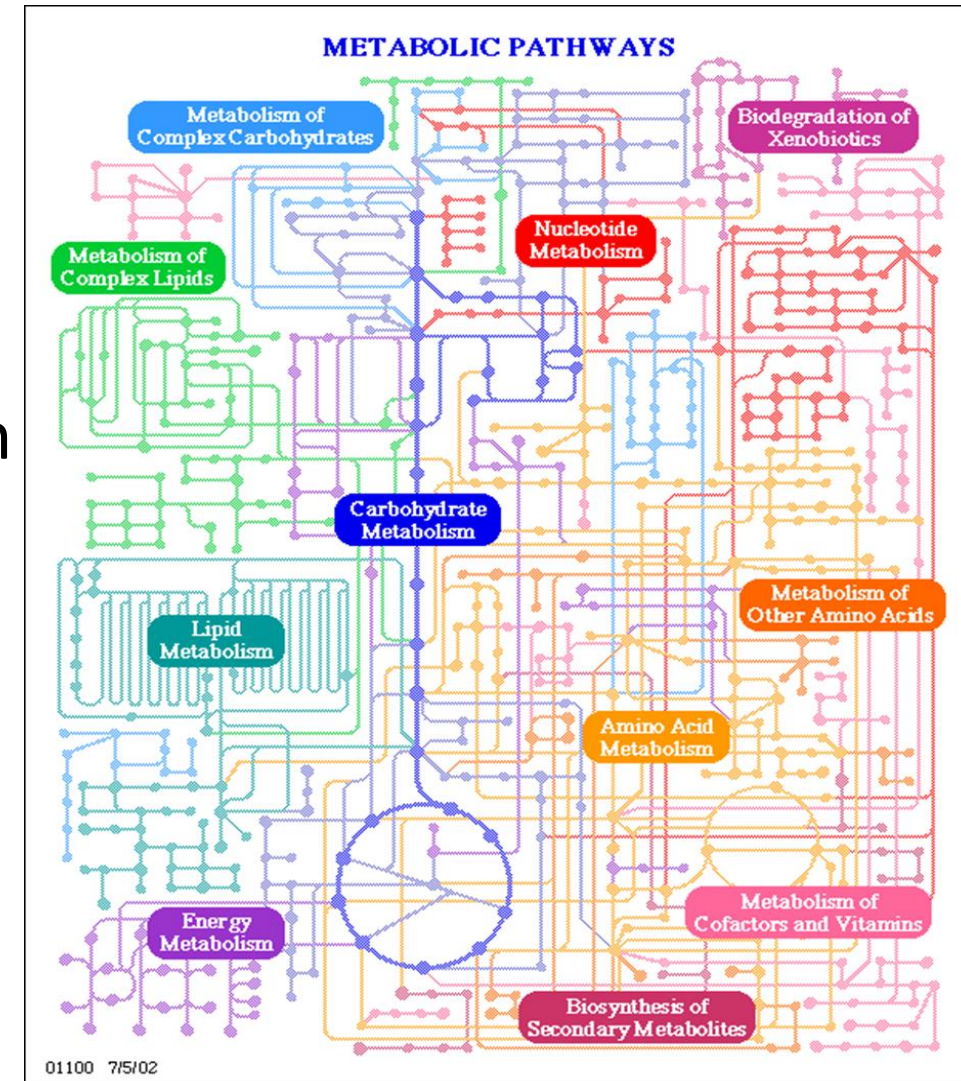 METABOLIC PATHWAYS
Metabolism of
Complex Carbohydrates
Biodegradation of
Xenobiotics
Nucleotide
Metabolism
Metabolism of
Complex Lipids
n
Carbohydrate
Metabolism
Metabolism of
Other Amino Acids
Lipid
Metabolism
Amino Acid
Metabolism
Metabolism of
Cofactors and Vitamins
Energy
Metabolism
Biosynthesis of
Secondary Metabolites
01100 7/5/02